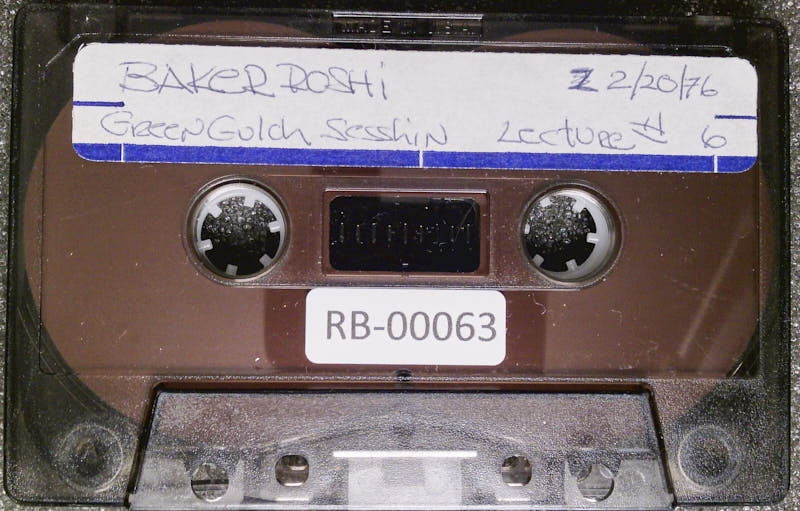 BAKER ROSHI 2/20/76
Green Gulch Sesshin Lecture # 6
RB-00063